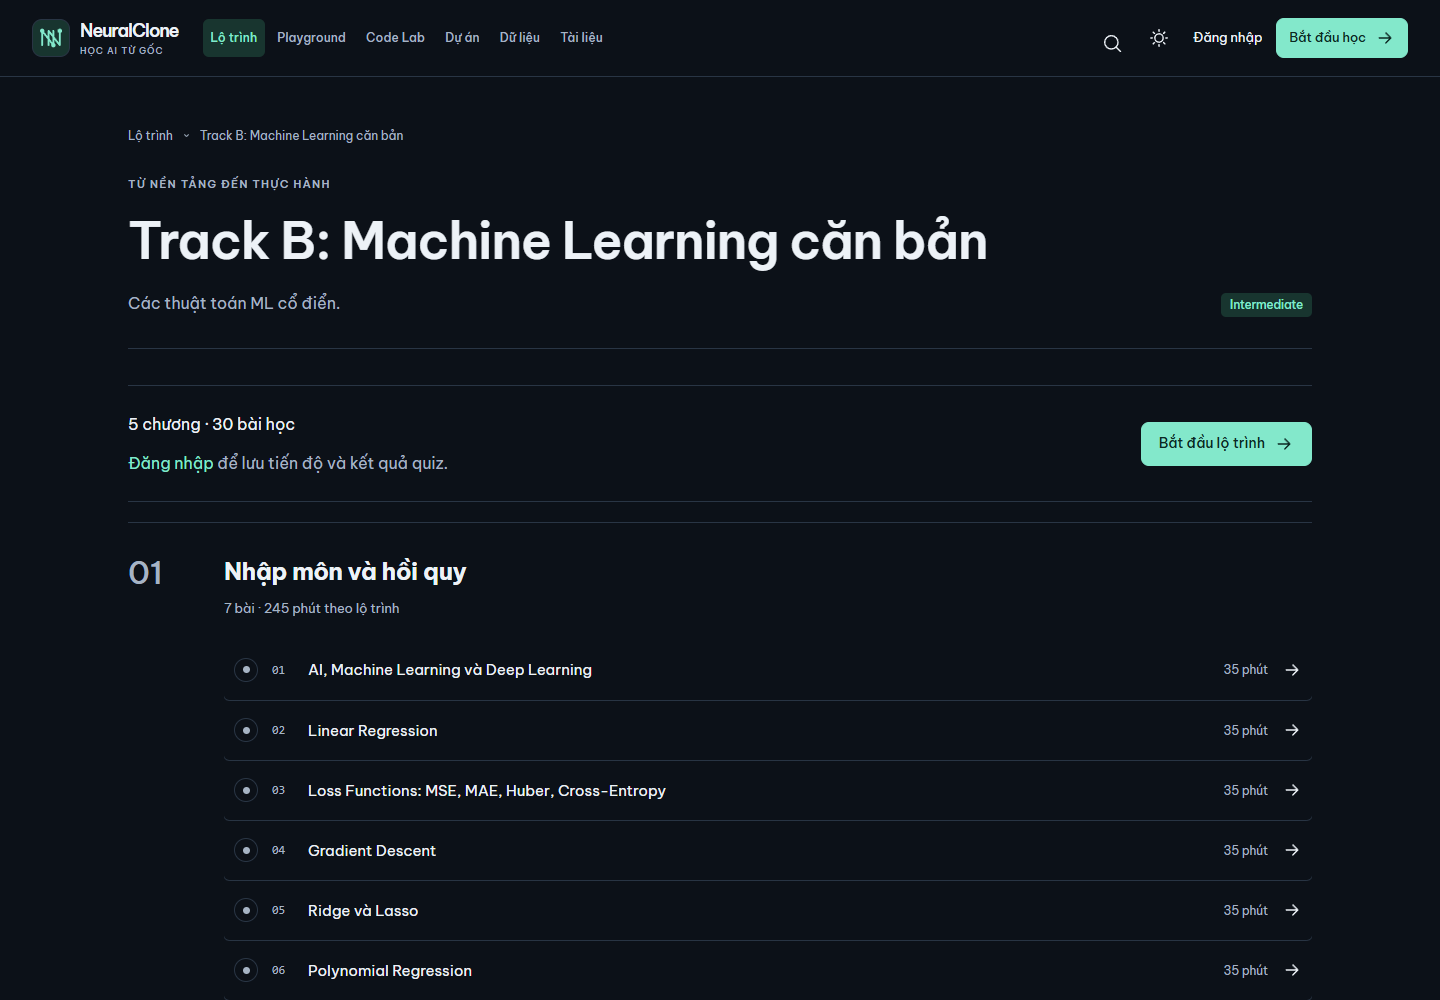 NeuralClone
HỌC AI TỪ GỐC
Lộ trình
Playground
Code Lab
Dự án
Dữ liệu
Tài liệu
Đăng nhập
Bắt đầu học
Lộ trình
Track B: Machine Learning căn bản
TỪ NỀN TẢNG ĐẾN THỰC HÀNH
Track B: Machine Learning căn bản
Các thuật toán ML cổ điển.
Intermediate
5 chương · 30 bài học
Đăng nhập để lưu tiến độ và kết quả quiz.
Bắt đầu lộ trình
01
Nhập môn và hồi quy
7 bài · 245 phút theo lộ trình
01 AI, Machine Learning và Deep Learning 35 phút
02 Linear Regression 35 phút
03 Loss Functions: MSE, MAE, Huber, Cross-Entropy 35 phút
04 Gradient Descent 35 phút
05 Ridge và Lasso 35 phút
06 Polynomial Regression 35 phút